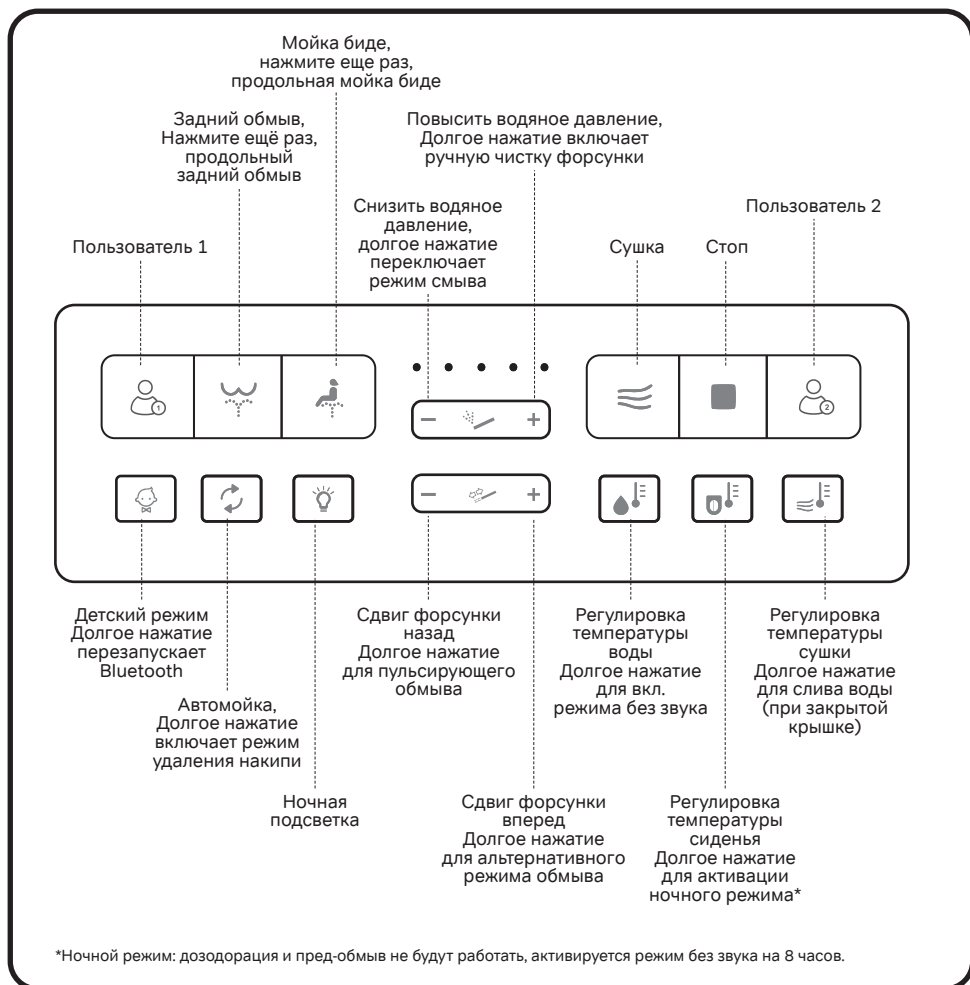 Мойка биде,
нажмите еще раз,
продольная мойка биде
Задний обмыв,
Нажмите ещё раз,
продольный
задний обмыв
Повысить водяное давление,
Долгое нажатие включает
ручную чистку форсунки
Снизить водяное
давление,
долгое нажатие
переключает
режим смыва
Пользователь 1
Сушка
Стоп
Пользователь 2
1
2
Детский режим
Долгое нажатие
перезапускает
Bluetooth
Автомойка,
Долгое нажатие
включает режим
удаления накипи
Ночная
подсветка
Сдвиг форсунки
назад
Долгое нажатие
для пульсирующего
обмыва
Сдвиг форсунки
вперед
Долгое нажатие
для альтернативного
режима обмыва
Регулировка
температуры
воды
Долгое нажатие
для вкл.
режима без звука
Регулировка
температуры
сиденья
Долгое нажатие
для активации
ночного режима*
Регулировка
температуры
сушки
Долгое нажатие
для слива воды
(при закрытой
крышке)
*Ночной режим: дозодорация и пред-обмыв не будут работать, активируется режим без звука на 8 часов.